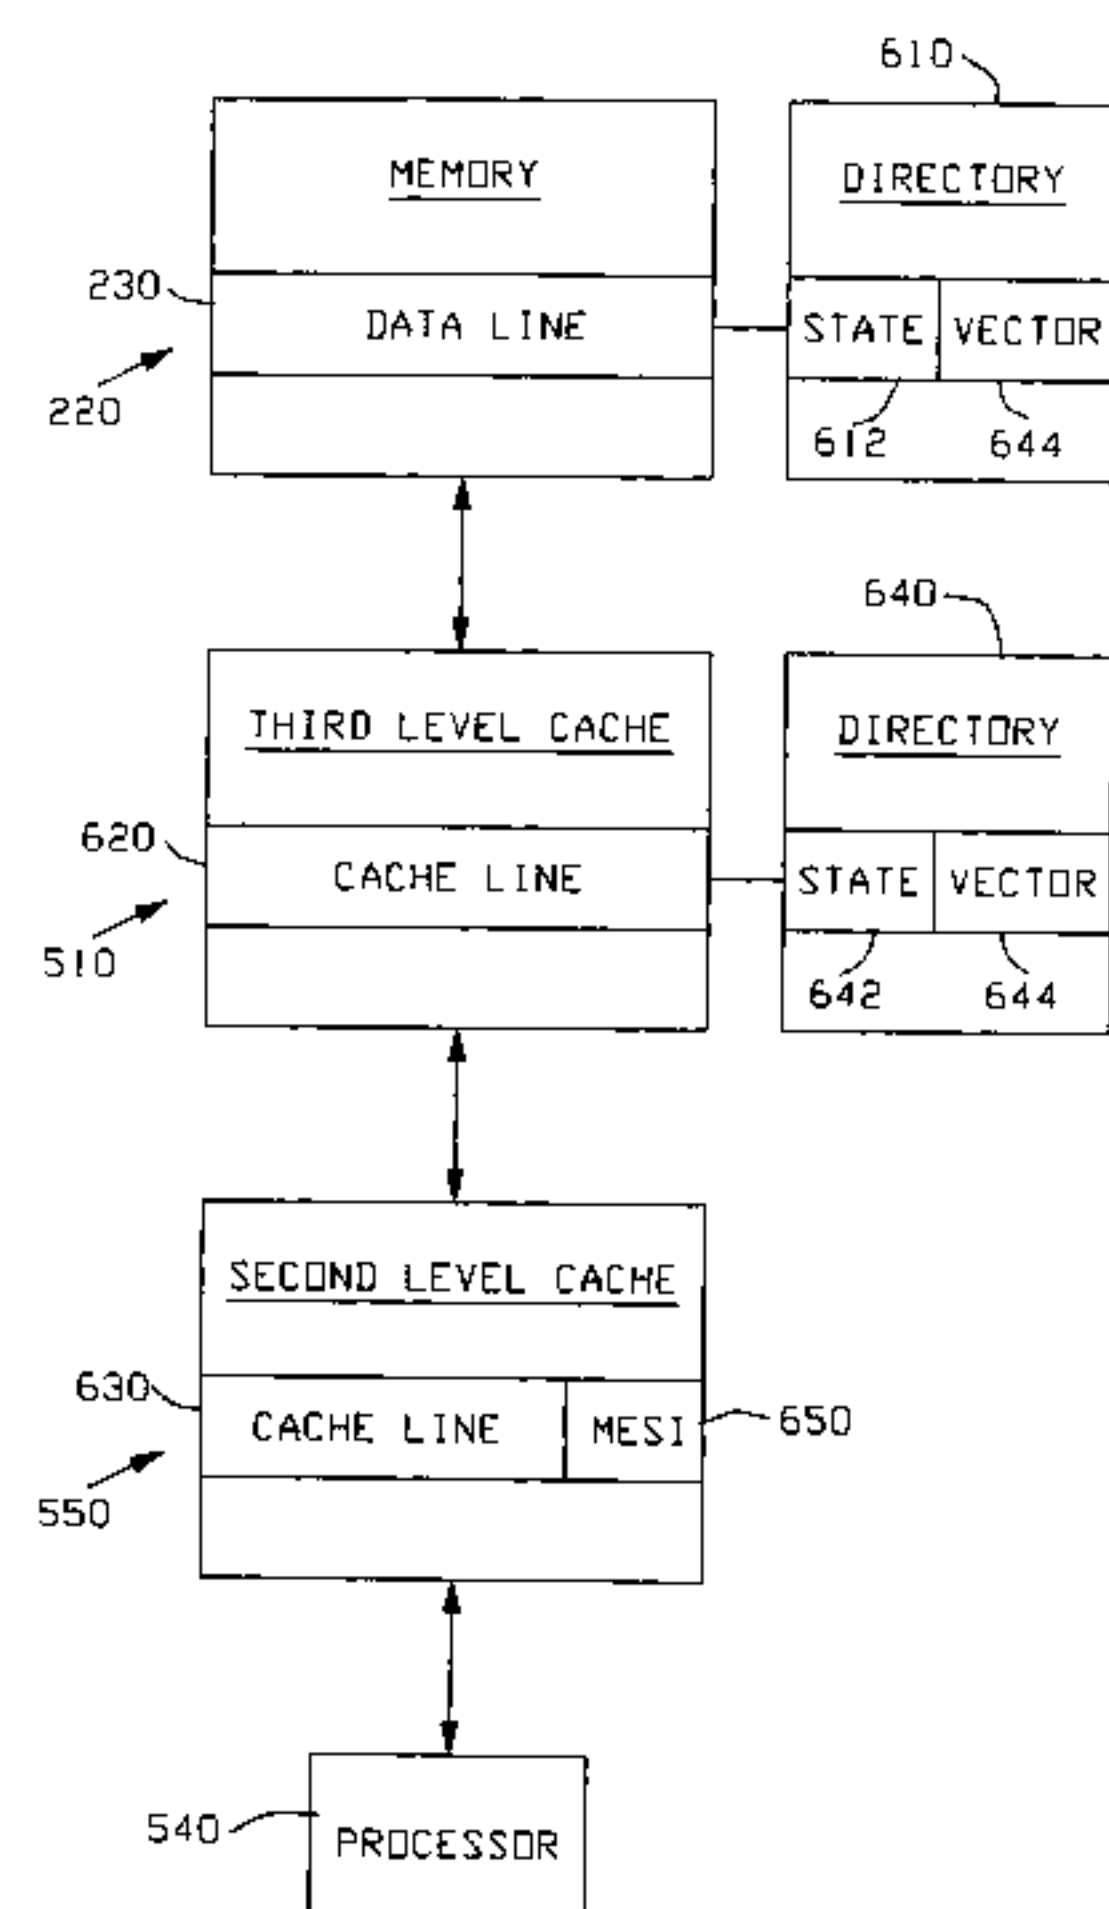 610
MEMORY
DIRECTORY
230
DATA LINE
STATE
VECTOR
220
612
644
640
THIRD LEVEL CACHE
DIRECTORY
620
CACHE LINE
STATE
VECTOR
510
642
644
SECOND LEVEL CACHE
630
CACHE LINE
MESI
650
550
540
PROCESSOR